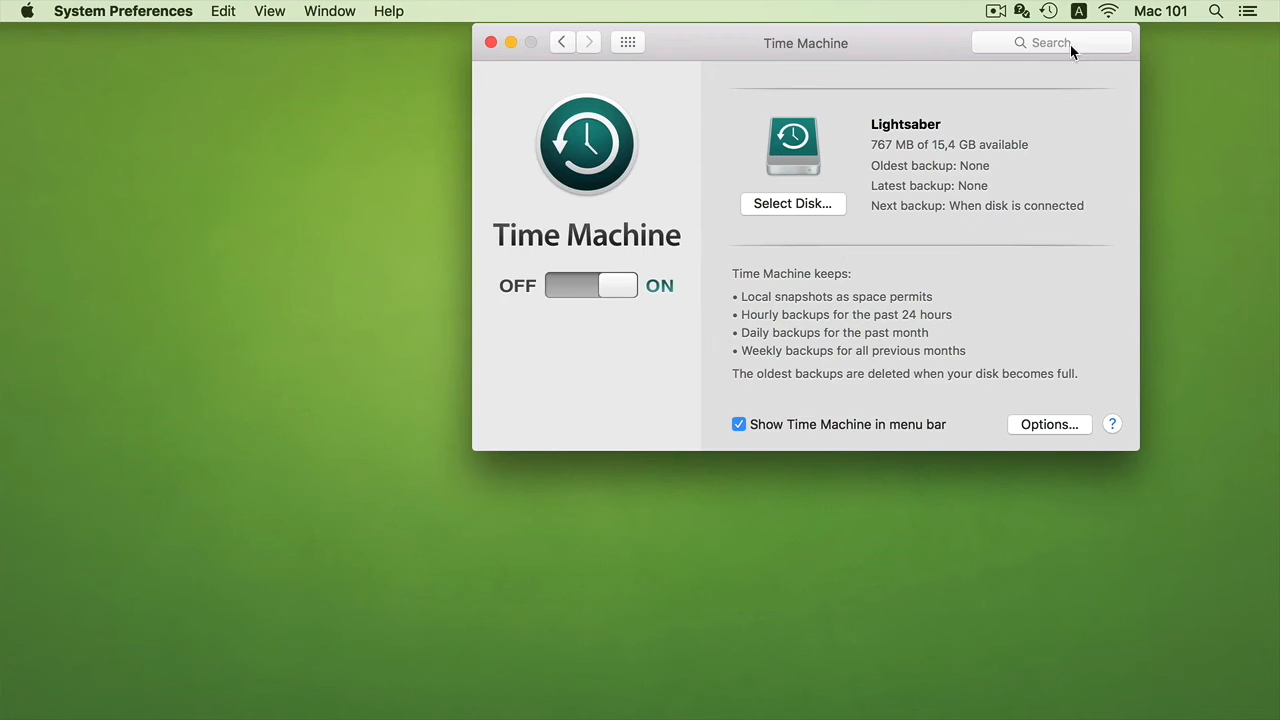 System Preferences Edit View Window Help A Mac 101
Time Machine Search
Lightsaber
767 MB of 15,4 GB available
Oldest backup: None
Latest backup: None
Select Disk... Next backup: When disk is connected
Time Machine
OFF ON
Time Machine keeps:
• Local snapshots as space permits
• Hourly backups for the past 24 hours
• Daily backups for the past month
• Weekly backups for all previous months
The oldest backups are deleted when your disk becomes full.
Show Time Machine in menu bar Options... ?